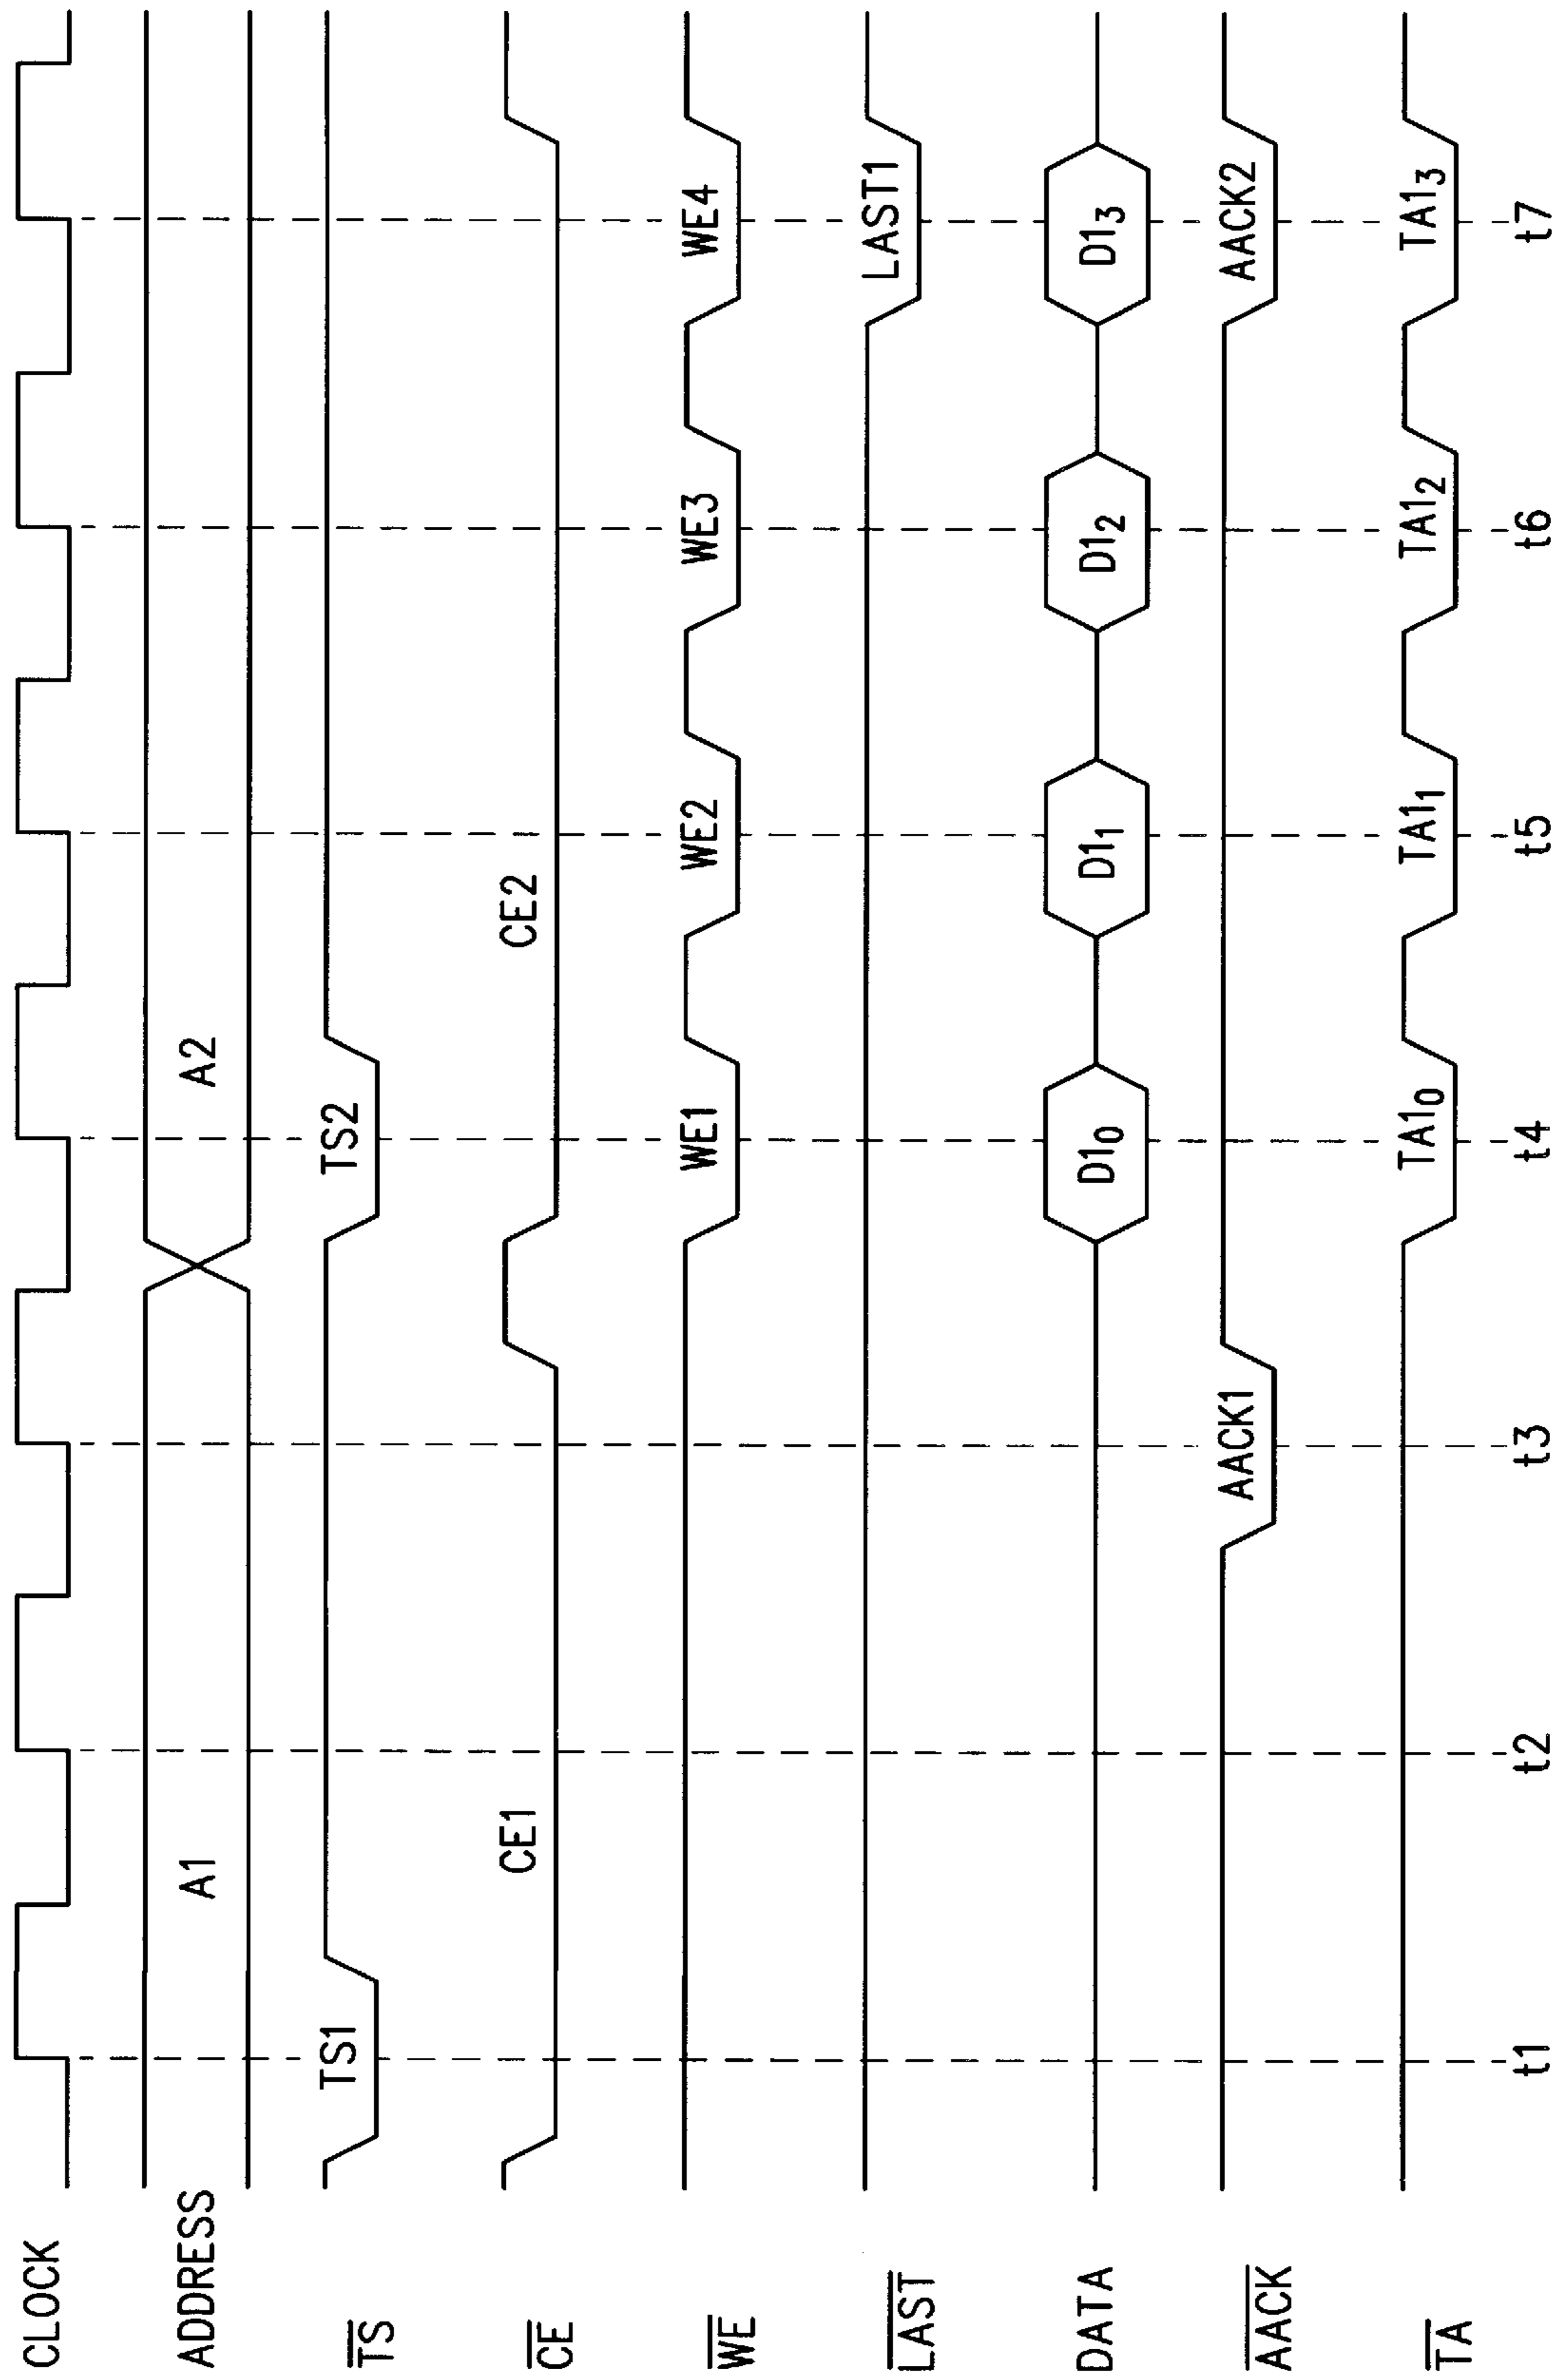 CLOCK
ADDRESS A1 A2
TS TS1 TS2
CE CE1 CE2
WE WE1 WE2 WE3 WE4
LAST LAST1
DATA D10 D11 D12 D13
AACK AACK1 AACK2
TA TA10 TA11 TA12 TA13
t1 t2 t3 t4 t5 t6 t7